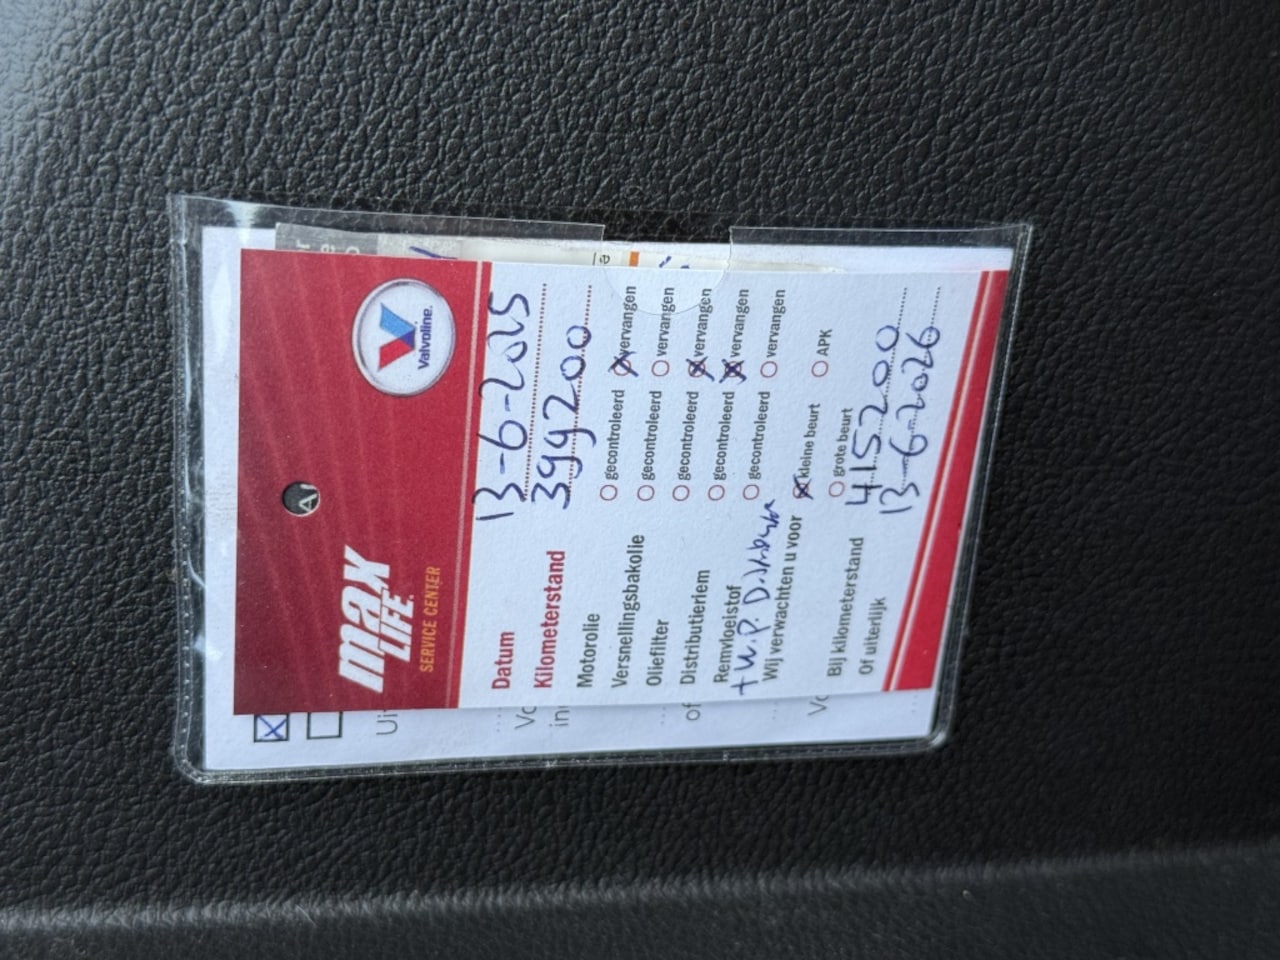 max
LIFE
SERVICE CENTER
Valvoline.
Datum 13-6-2025
Kilometerstand 399200
Motorolie gecontroleerd vervangen
Versnellingsbakolie gecontroleerd vervangen
Oliefilter gecontroleerd vervangen
Distributieriem gecontroleerd vervangen
Remvloeistof gecontroleerd vervangen
+ W.P. Distributie
Wij verwachten u voor kleine beurt APK
grote beurt
Bij kilometerstand 415200
Of uiterlijk 13-6-2026